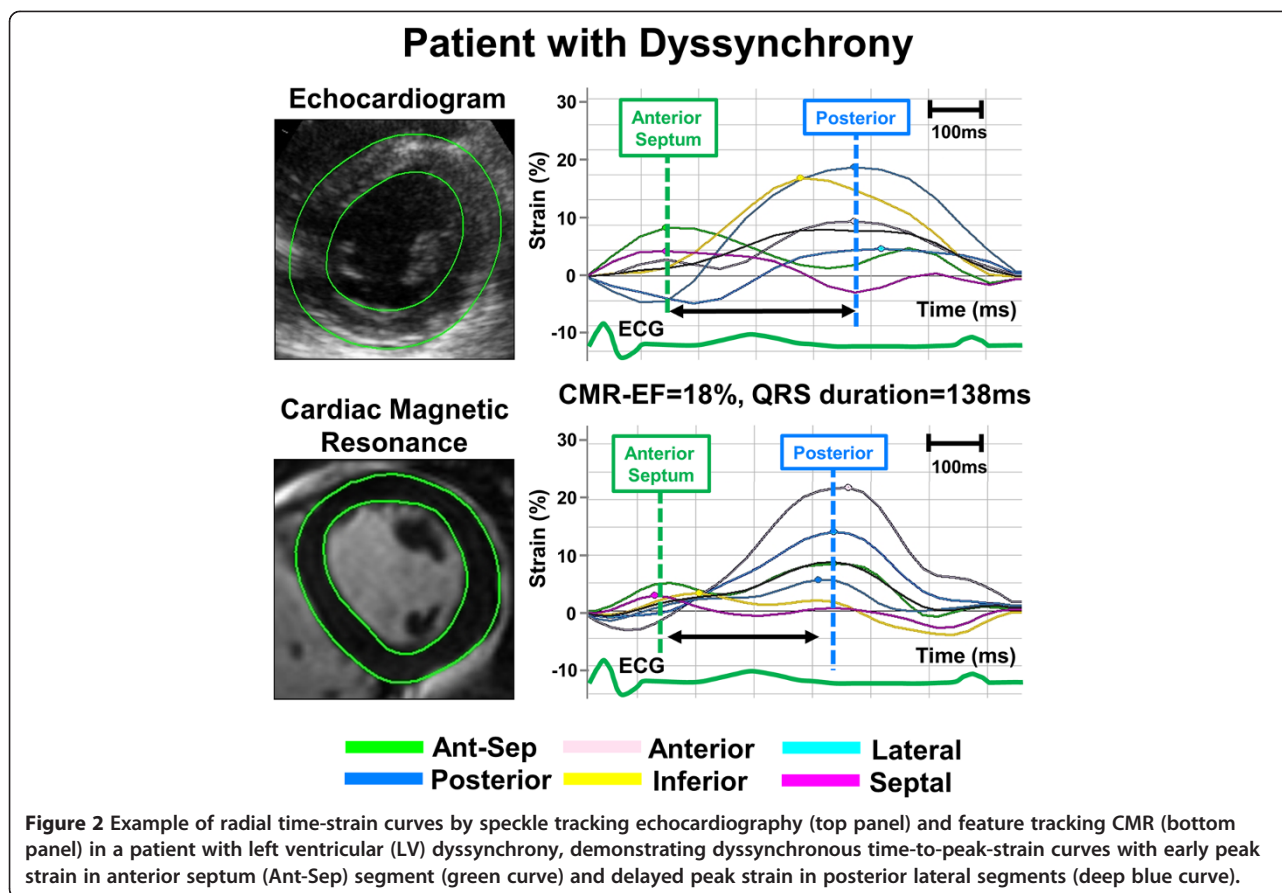 Patient with Dyssynchrony
Echocardiogram
30
20
10
0
-10
Strain (%)
Anterior
Septum
Posterior
100ms
Time (ms)
ECG
Cardiac Magnetic
Resonance
CMR-EF=18%, QRS duration=138ms
30
20
10
0
-10
Strain (%)
Anterior
Septum
Posterior
100ms
Time (ms)
ECG
Ant-Sep Anterior Lateral
Posterior Inferior Septal
Figure 2 Example of radial time-strain curves by speckle tracking echocardiography (top panel) and feature tracking CMR (bottom
panel) in a patient with left ventricular (LV) dyssynchrony, demonstrating dyssynchronous time-to-peak-strain curves with early peak
strain in anterior septum (Ant-Sep) segment (green curve) and delayed peak strain in posterior lateral segments (deep blue curve).